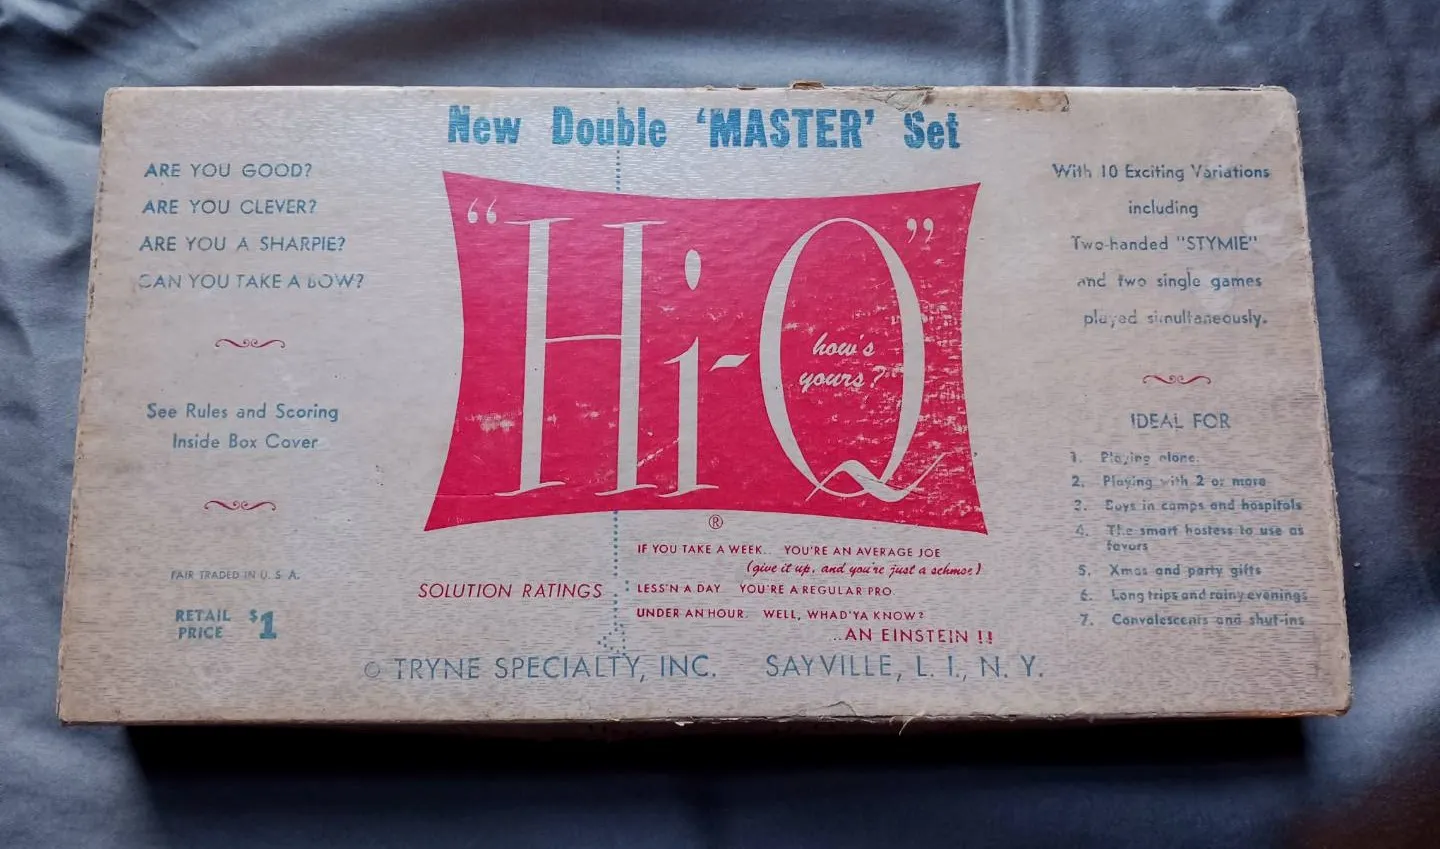 New Double 'MASTER' Set
ARE YOU GOOD?
ARE YOU CLEVER?
ARE YOU A SHARPIE?
CAN YOU TAKE A BOW?
See Rules and Scoring
Inside Box Cover
FAIR TRADED IN U. S. A.
RETAIL PRICE $1
"Hi-Q"
how's
yours?
®
SOLUTION RATINGS
IF YOU TAKE A WEEK.. YOU'RE AN AVERAGE JOE
(give it up, and you're just a schmoe!)
LESS'N A DAY YOU'RE A REGULAR PRO.
UNDER AN HOUR. WELL, WHAD'YA KNOW?
..AN EINSTEIN !!
© TRYNE SPECIALTY, INC. SAYVILLE, L. I., N. Y.
With 10 Exciting Variations
including
Two-handed "STYMIE"
and two single games
played simultaneously.
IDEAL FOR
1. Playing alone.
2. Playing with 2 or more
3. Boys in camps and hospitals
4. The smart hostess to use as
favors
5. Xmas and party gifts
6. Long trips and rainy evenings
7. Convalescents and shut-ins